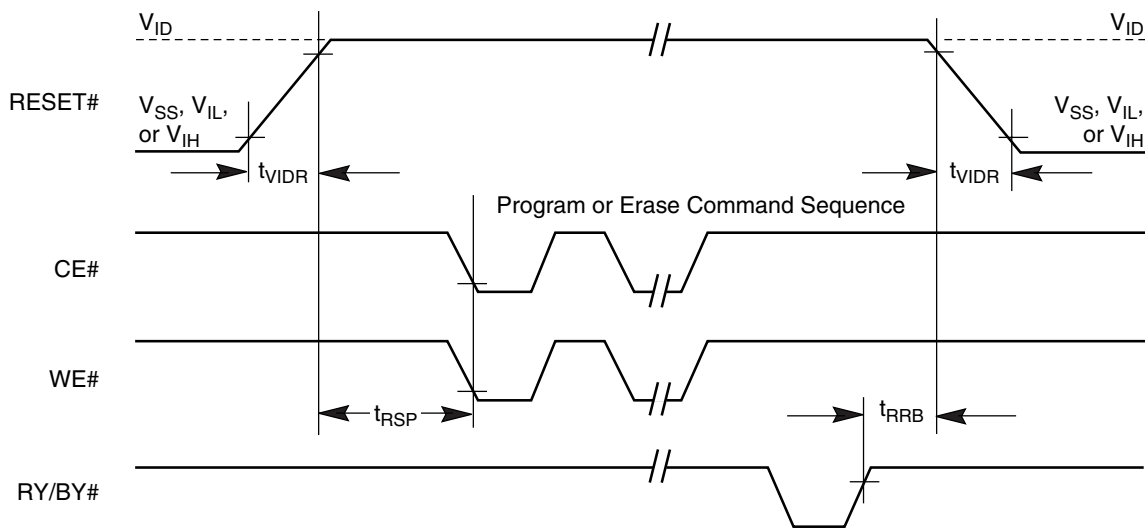 V_ID
V_ID
RESET#
V_SS, V_IL,
or V_IH
V_SS, V_IL,
or V_IH
t_VIDR
t_VIDR
Program or Erase Command Sequence
CE#
WE#
t_RSP
t_RRB
RY/BY#